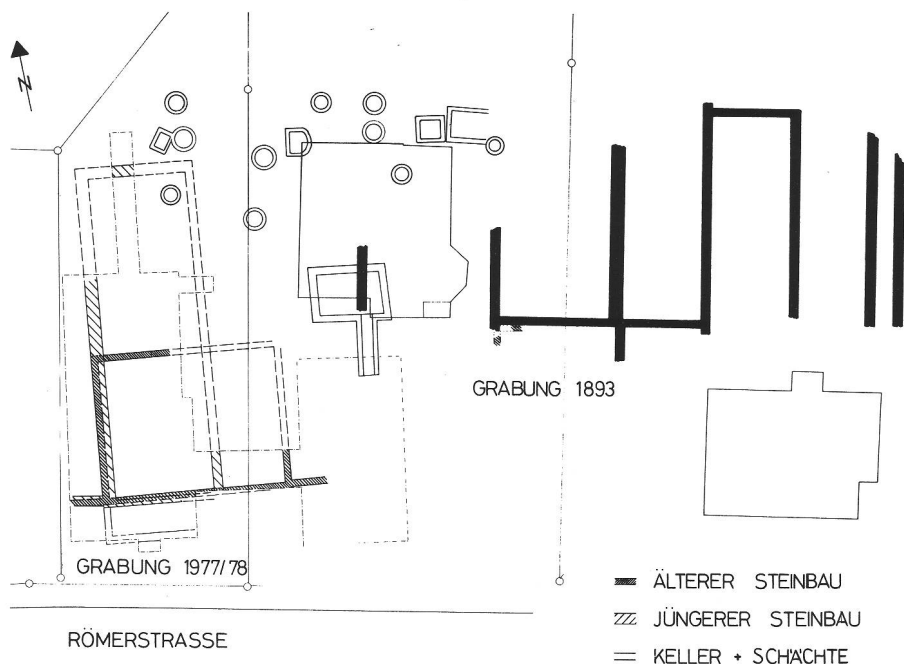 N
GRABUNG 1893
GRABUNG 1977/78
RÖMERSTRASSE
ÄLTERER STEINBAU
JÜNGERER STEINBAU
KELLER + SCHÄCHTE